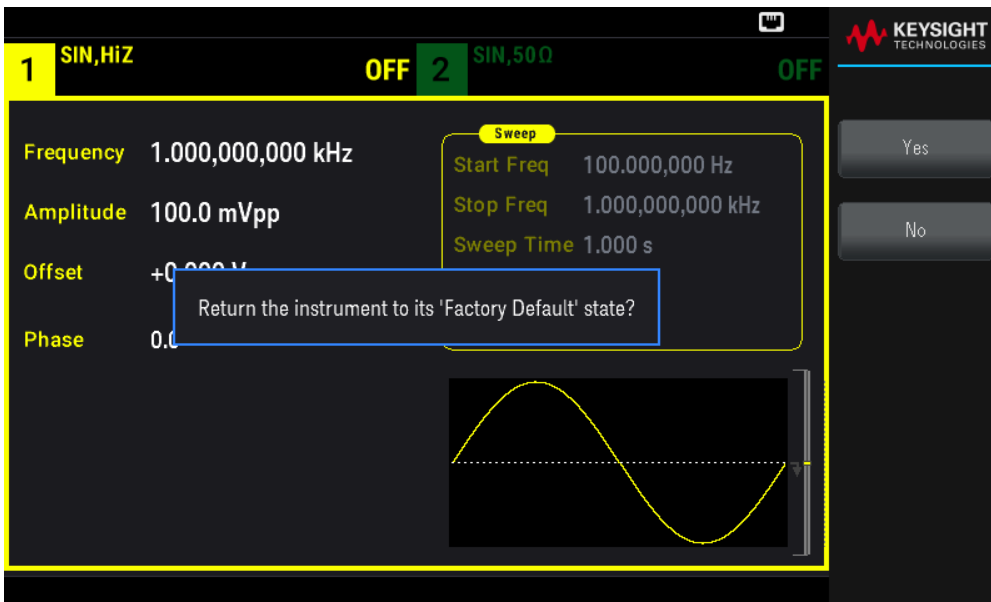 KEYSIGHT
TECHNOLOGIES
1 SIN,HiZ OFF 2 SIN,50Ω OFF
Frequency 1.000,000,000 kHz
Amplitude 100.0 mVpp
Offset
Phase
Sweep
Start Freq 100.000,000 Hz
Stop Freq 1.000,000,000 kHz
Sweep Time 1.000 s
Return the instrument to its 'Factory Default' state?
Yes
No